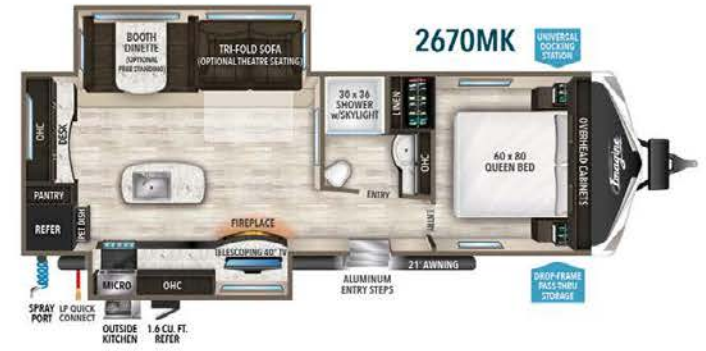 2670MK
UNIVERSAL
DOCKING
STATION
BOOTH
DINETTE
(OPTIONAL
FREE STANDING)
TRI-FOLD SOFA
(OPTIONAL THEATRE SEATING)
30 x 36
SHOWER
w/SKYLIGHT
LINEN
OHC
DESK
OHC
60 x 80
QUEEN BED
OVERHEAD CABINETS
Imagine
PANTRY
REFER
PET DISH
ENTRY
ENTRY
FIREPLACE
TELESCOPING 40" TV
MICRO
OHC
21' AWNING
ALUMINUM
ENTRY STEPS
DROP-FRAME
PASS-THRU
STORAGE
SPRAY
PORT
LP QUICK
CONNECT
OUTSIDE
KITCHEN
1.6 CU. FT.
REFER